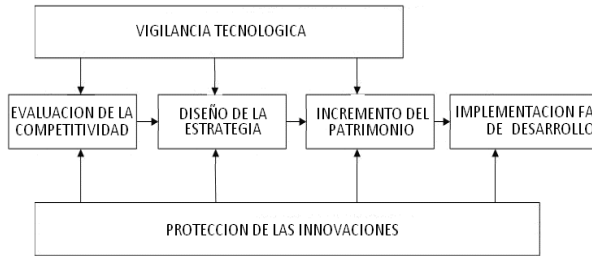 VIGILANCIA TECNOLOGICA
EVALUACION DE LA
COMPETITIVIDAD
DISEÑO DE LA
ESTRATEGIA
INCREMENTO DEL
PATRIMONIO
IMPLEMENTACION
DE DESARROLLO
PROTECCION DE LAS INNOVACIONES